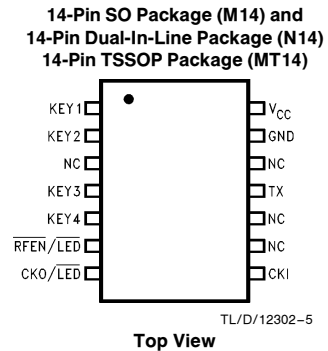 14-Pin SO Package (M14) and
14-Pin Dual-In-Line Package (N14)
14-Pin TSSOP Package (MT14)
KEY1
KEY2
NC
KEY3
KEY4
RFEN/LED
CKO/LED
VCC
GND
NC
TX
NC
NC
CKI
TL/D/12302–5
Top View